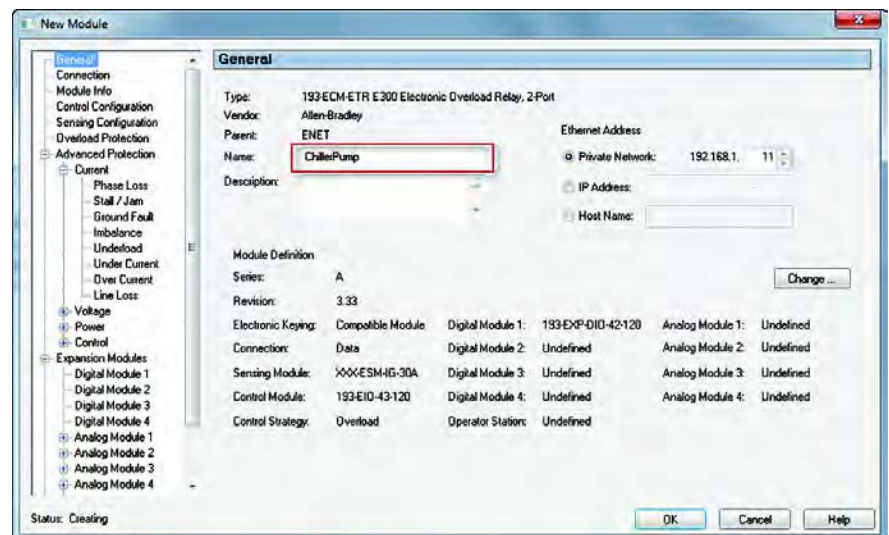 New Module
General
Connection
Module Info
Control Configuration
Sensing Configuration
Overload Protection
Advanced Protection
Current
Phase Loss
Stall / Jam
Ground Fault
Imbalance
Underload
Under Current
Over Current
Line Loss
Voltage
Power
Control
Expansion Modules
Digital Module 1
Digital Module 2
Digital Module 3
Digital Module 4
Analog Module 1
Analog Module 2
Analog Module 3
Analog Module 4
General
Type: 193-ECM-ETR E300 Electronic Overload Relay, 2-Port
Vendor: Allen-Bradley
Parent: ENET
Name: ChillerPump
Description:
Ethernet Address
Private Network: 192.168.1. 11
IP Address:
Host Name:
Module Definition
Series: A
Change ...
Revision: 3.33
Electronic Keying: Compatible Module Digital Module 1: 193-EXP-DIO-42-120 Analog Module 1: Undefined
Connection: Data Digital Module 2: Undefined Analog Module 2: Undefined
Sensing Module: XXX-ESM-IG-30A Digital Module 3: Undefined Analog Module 3: Undefined
Control Module: 193-EIO-43-120 Digital Module 4: Undefined Analog Module 4: Undefined
Control Strategy: Overload Operator Station: Undefined
Status: Creating
OK Cancel Help